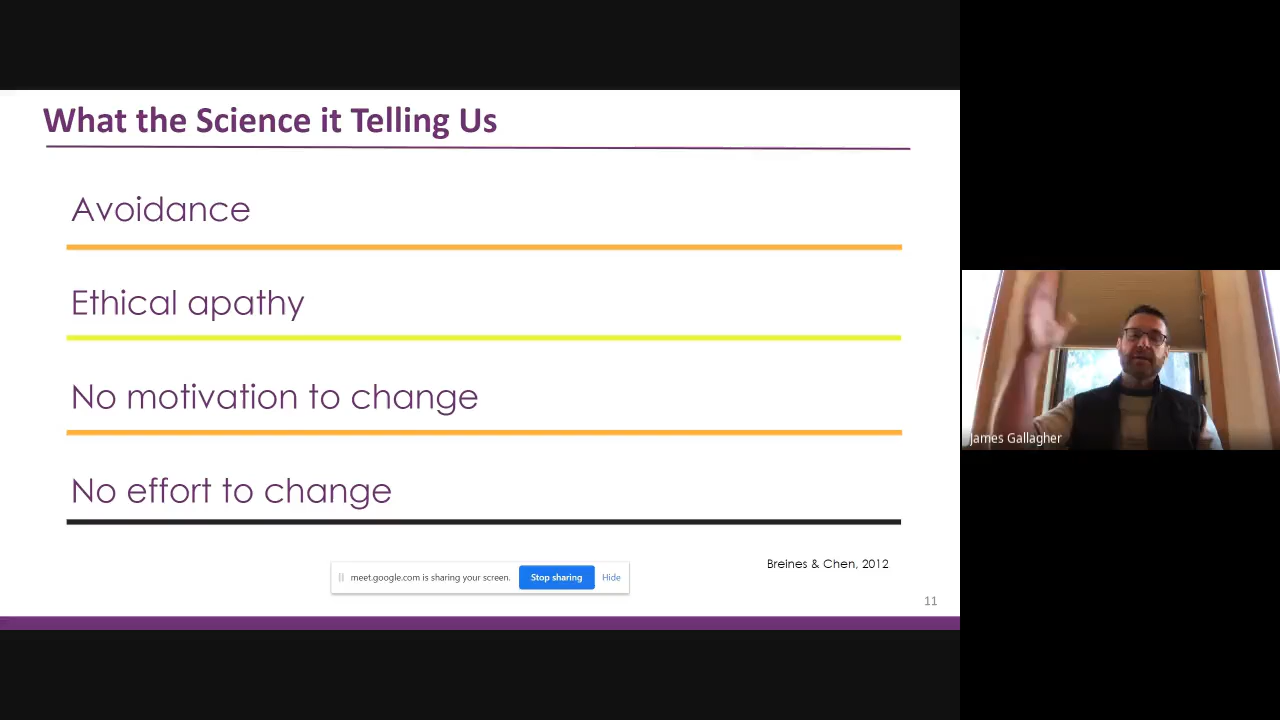 What the Science it Telling Us
Avoidance
Ethical apathy
No motivation to change
No effort to change
Breines & Chen, 2012
meet.google.com is sharing your screen. Stop sharing Hide
11
James Gallagher